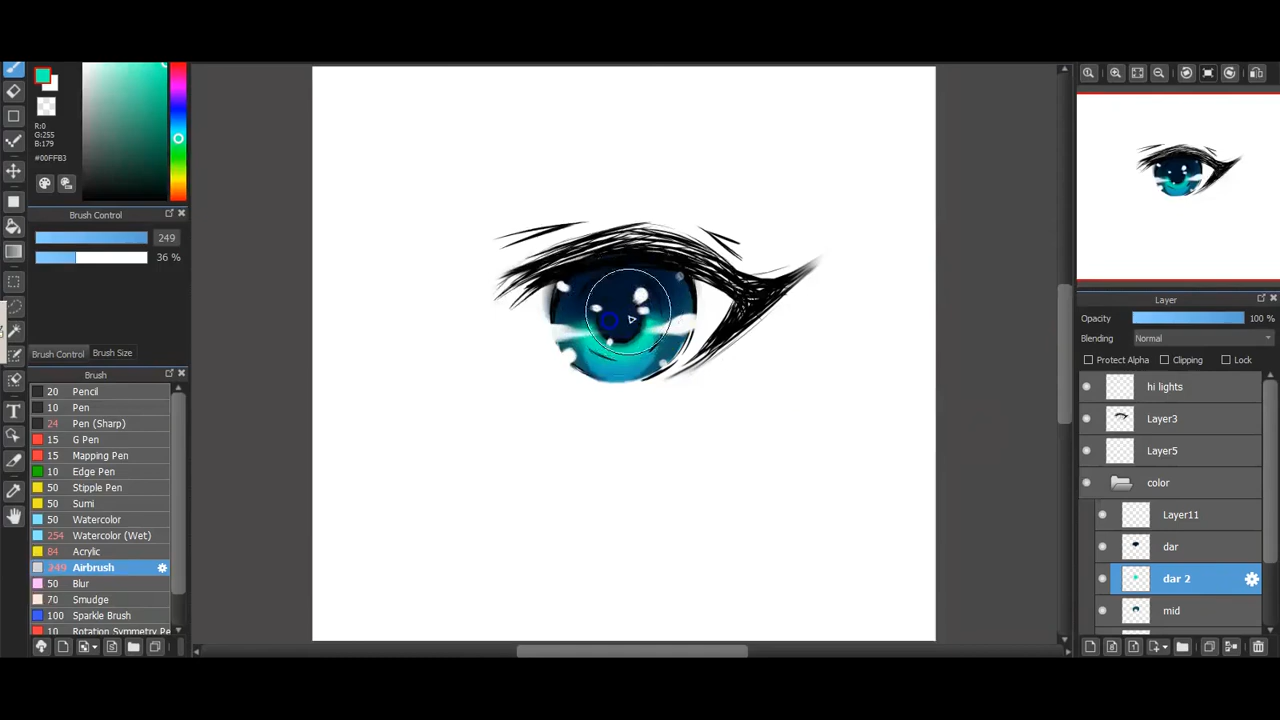 R:0
G:255
B:179
#00FFB3
Brush Control
249
36 %
Brush Control Brush Size
Brush
20 Pencil
10 Pen
24 Pen (Sharp)
15 G Pen
15 Mapping Pen
10 Edge Pen
50 Stipple Pen
50 Sumi
50 Watercolor
254 Watercolor (Wet)
84 Acrylic
249 Airbrush
50 Blur
70 Smudge
100 Sparkle Brush
10 Rotation Symmetry Pe
Layer
Opacity 100 %
Blending Normal
Protect Alpha Clipping Lock
hi lights
Layer3
Layer5
color
Layer11
dar
dar 2
mid